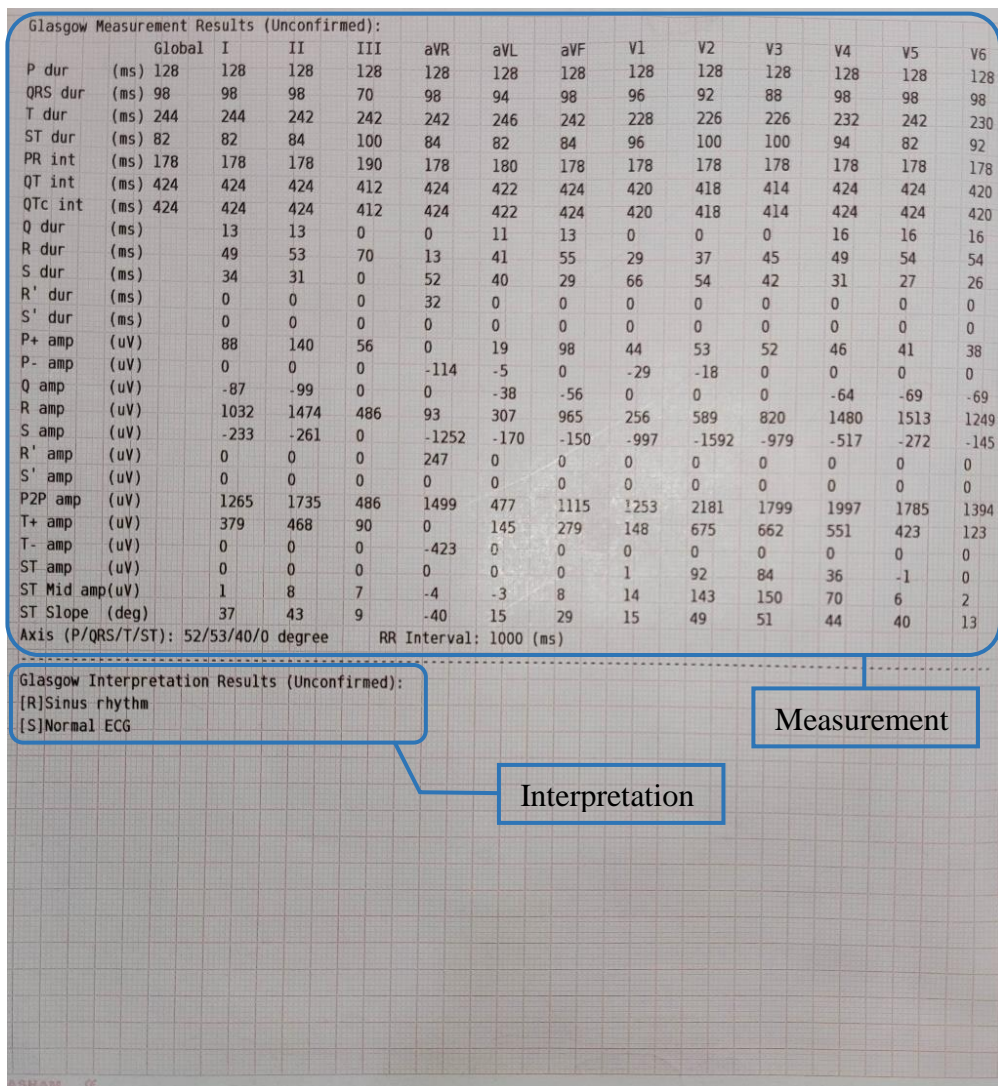 Glasgow Measurement Results (Unconfirmed):
Global I II III aVR aVL aVF V1 V2 V3 V4 V5 V6
P dur (ms) 128 128 128 128 128 128 128 128 128 128 128 128 128
QRS dur (ms) 98 98 98 70 98 94 98 96 92 88 98 98 98
T dur (ms) 244 244 242 242 242 246 242 228 226 226 232 242 230
ST dur (ms) 82 82 84 100 84 82 84 96 100 100 94 82 92
PR int (ms) 178 178 178 190 178 180 178 178 178 178 178 178 178
QT int (ms) 424 424 424 412 424 422 424 420 418 414 424 424 420
QTc int (ms) 424 424 424 412 424 422 424 420 418 414 424 424 420
Q dur (ms) 13 13 0 0 11 13 0 0 0 16 16 16
R dur (ms) 49 53 70 13 41 55 29 37 45 49 54 54
S dur (ms) 34 31 0 52 40 29 66 54 42 31 27 26
R' dur (ms) 0 0 0 32 0 0 0 0 0 0 0 0
S' dur (ms) 0 0 0 0 0 0 0 0 0 0 0 0
P+ amp (uV) 88 140 56 0 19 98 44 53 52 46 41 38
P- amp (uV) 0 0 0 -114 -5 0 -29 -18 0 0 0 0
Q amp (uV) -87 -99 0 0 -38 -56 0 0 0 -64 -69 -69
R amp (uV) 1032 1474 486 93 307 965 256 589 820 1480 1513 1249
S amp (uV) -233 -261 0 -1252 -170 -150 -997 -1592 -979 -517 -272 -145
R' amp (uV) 0 0 0 247 0 0 0 0 0 0 0 0
S' amp (uV) 0 0 0 0 0 0 0 0 0 0 0 0
P2P amp (uV) 1265 1735 486 1499 477 1115 1253 2181 1799 1997 1785 1394
T+ amp (uV) 379 468 90 0 145 279 148 675 662 551 423 123
T- amp (uV) 0 0 0 -423 0 0 0 0 0 0 0 0
ST amp (uV) 0 0 0 0 0 0 1 92 84 36 -1 0
ST Mid amp(uV) 1 8 7 -4 -3 8 14 143 150 70 6 2
ST Slope (deg) 37 43 9 -40 15 29 15 49 51 44 40 13
Axis (P/QRS/T/ST): 52/53/40/0 degree RR Interval: 1000 (ms)
Glasgow Interpretation Results (Unconfirmed):
[R]Sinus rhythm
[S]Normal ECG
Measurement
Interpretation